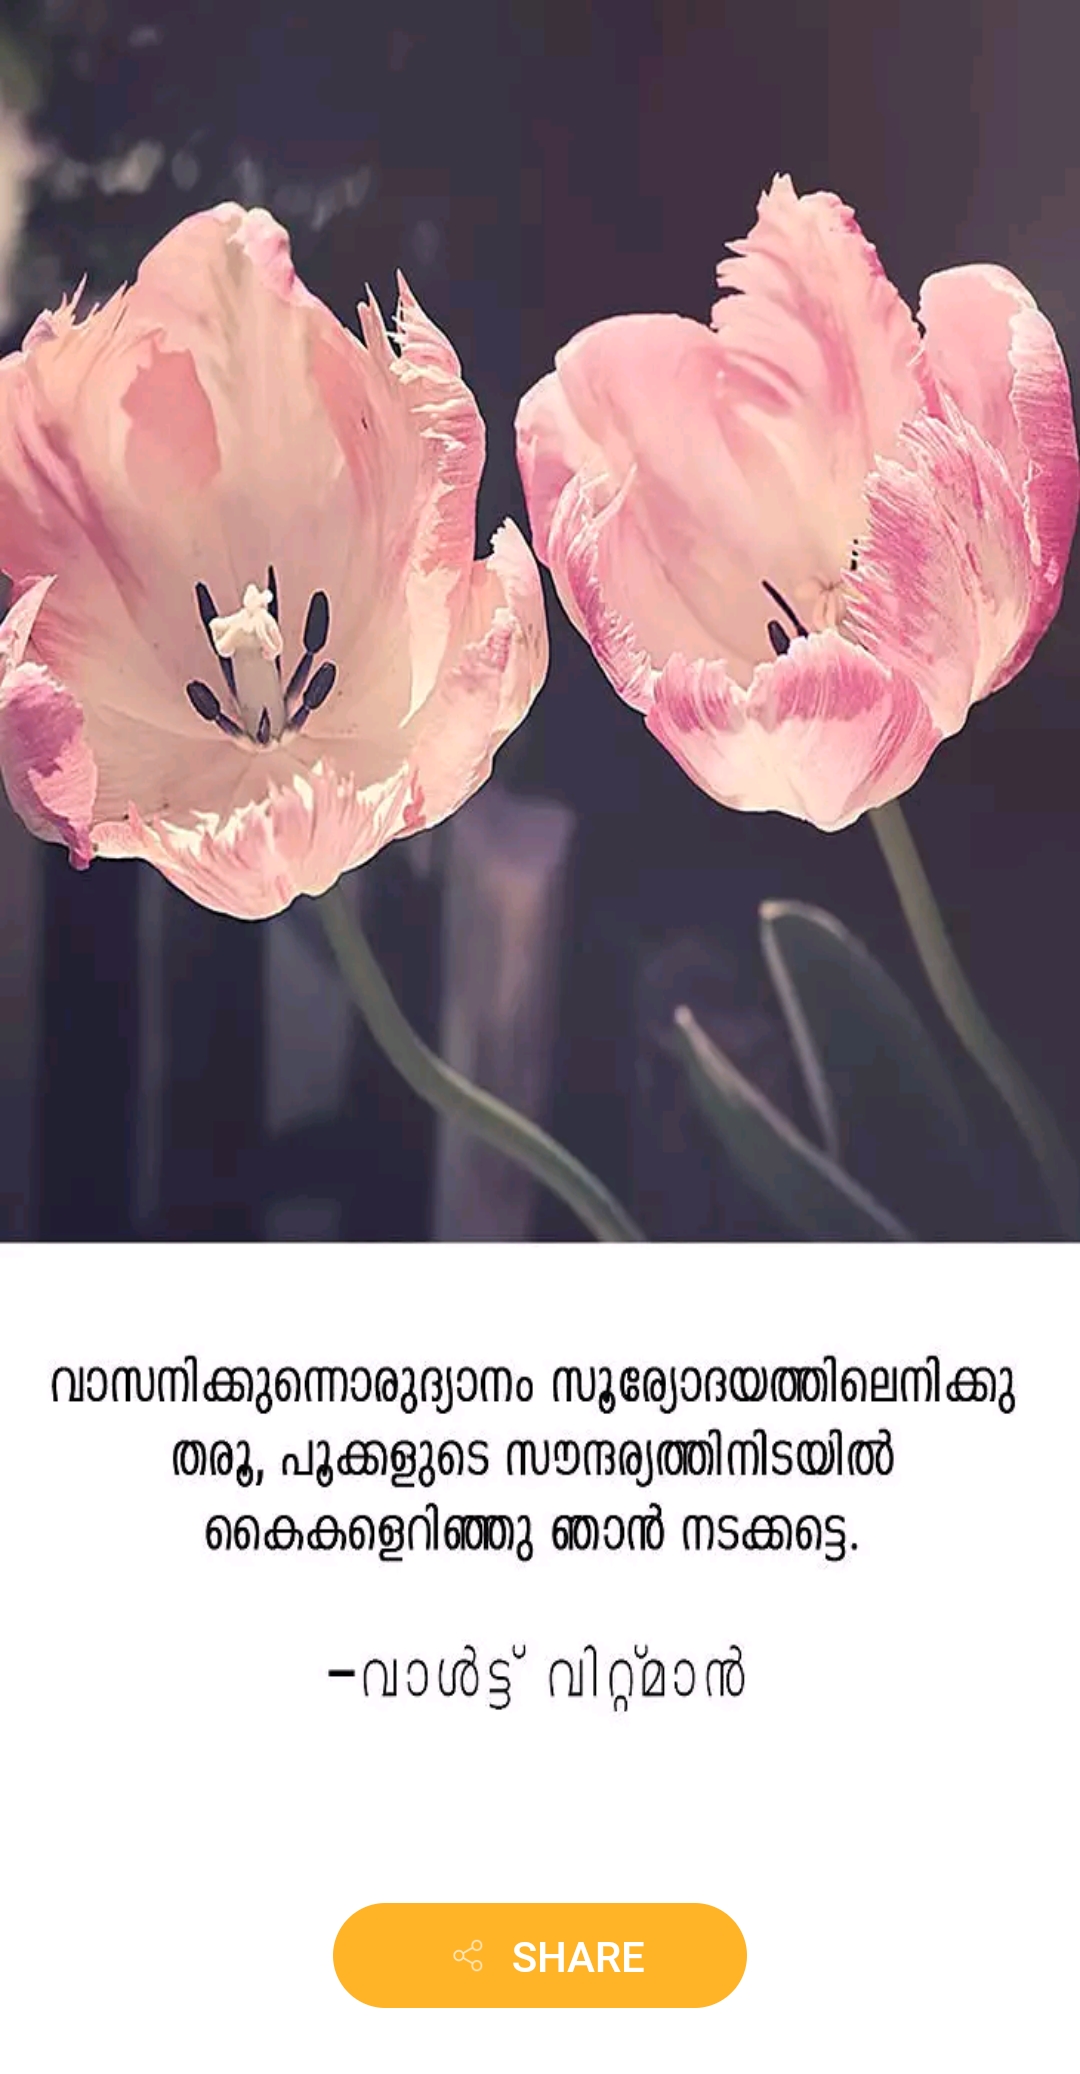 വാസനിക്കുന്നൊരുദ്യാനം സൂര്യോദയത്തിലെനിക്കു
തരൂ, പൂക്കളുടെ സൗന്ദര്യത്തിനിടയിൽ
കൈകളെറിഞ്ഞു ഞാൻ നടക്കട്ടെ.
–വാൾട്ട് വിറ്റ്മാൻ
SHARE